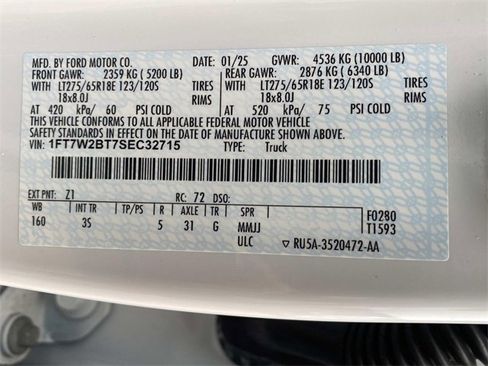 MFD. BY FORD MOTOR CO. 01/25 GVWR: 4536 KG (10000 LB)
FRONT GAWR: 2359 KG (5200 LB) REAR GAWR: 2876 KG (6340 LB)
WITH LT275/65R18E 123/120S TIRES WITH LT275/65R18E 123/120S TIRES
18x8.0J RIMS 18x8.0J RIMS
AT 420 kPa/ 60 PSI COLD AT 520 kPa/ 75 PSI COLD
THIS VEHICLE CONFORMS TO ALL APPLICABLE FEDERAL MOTOR VEHICLE
SAFETY STANDARDS IN EFFECT ON THE DATE OF MANUFACTURE SHOWN ABOVE.
VIN: 1FT7W2BT7SEC32715 TYPE: Truck
EXT PNT: Z1 RC: 72 DSO:
WB INT TR TP/PS R AXLE TR SPR F0280
160 3S 5 31 G MMJJ T1593
ULC RU5A-3520472-AA